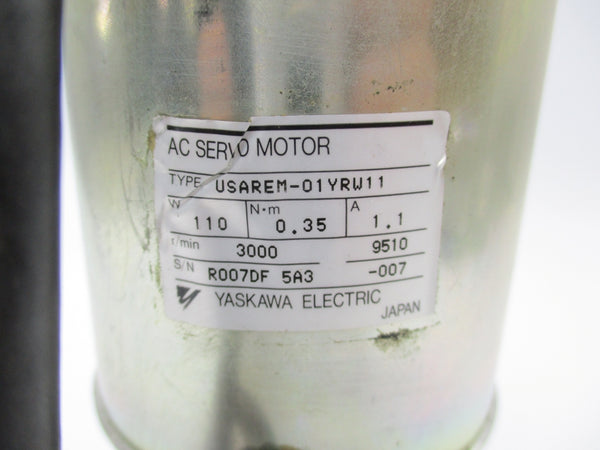 AC SERVO MOTOR
TYPE USAREM-01YRW11
W 110 N·m 0.35 A 1.1
r/min 3000 9510
S/N R007DF 5A3 -007
YASKAWA ELECTRIC
JAPAN